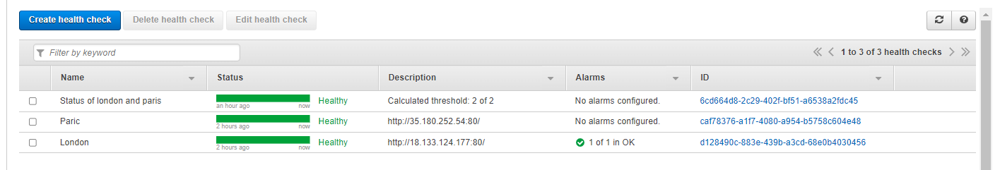 Create health check Delete health check Edit health check
Filter by keyword 1 to 3 of 3 health checks
Name Status Description Alarms ID
Status of london and paris Healthy Calculated threshold: 2 of 2 No alarms configured. 6cd664d8-2c29-402f-bf51-a6538a2fdc45
an hour ago now
Paric Healthy http://35.180.252.54:80/ No alarms configured. caf78376-a1f7-4080-a954-b5758c604e48
2 hours ago now
London Healthy http://18.133.124.177:80/ 1 of 1 in OK d128490c-883e-439b-a3cd-68e0b4030456
2 hours ago now